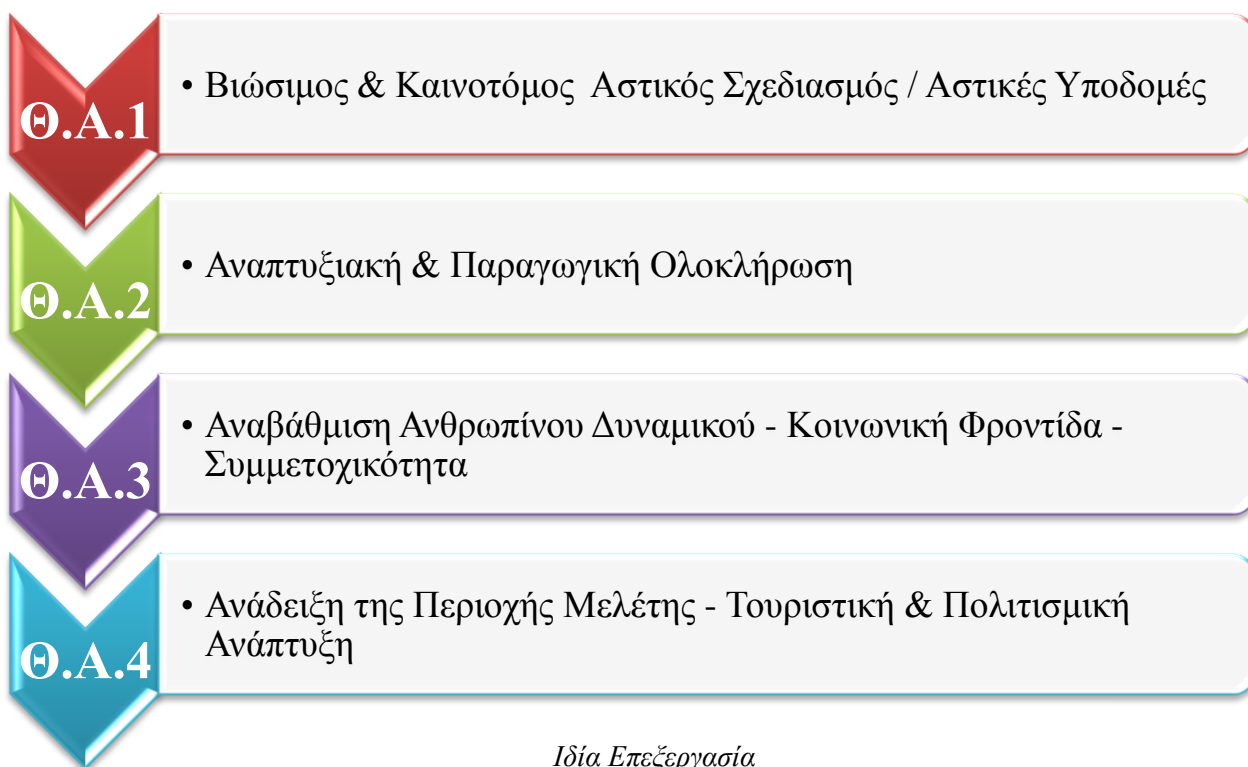 Θ.Α.1
• Βιώσιμος & Καινοτόμος Αστικός Σχεδιασμός / Αστικές Υποδομές
Θ.Α.2
• Αναπτυξιακή & Παραγωγική Ολοκλήρωση
Θ.Α.3
• Αναβάθμιση Ανθρωπίνου Δυναμικού - Κοινωνική Φροντίδα -
Συμμετοχικότητα
Θ.Α.4
• Ανάδειξη της Περιοχής Μελέτης - Τουριστική & Πολιτισμική
Ανάπτυξη
Ιδία Επεξεργασία